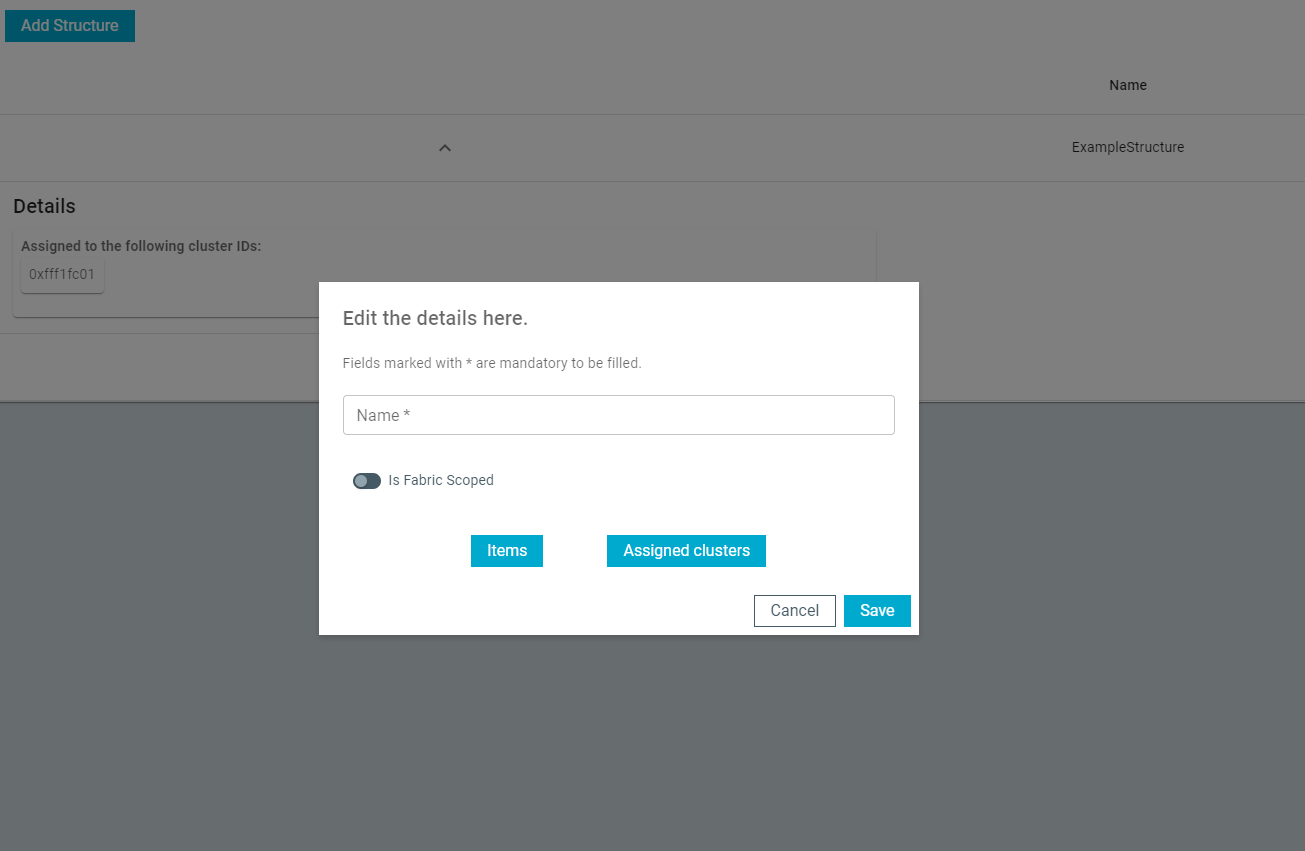 Add Structure
Name
ExampleStructure
Details
Assigned to the following cluster IDs:
0xfff1fc01
Edit the details here.
Fields marked with * are mandatory to be filled.
Name *
Is Fabric Scoped
Items
Assigned clusters
Cancel
Save